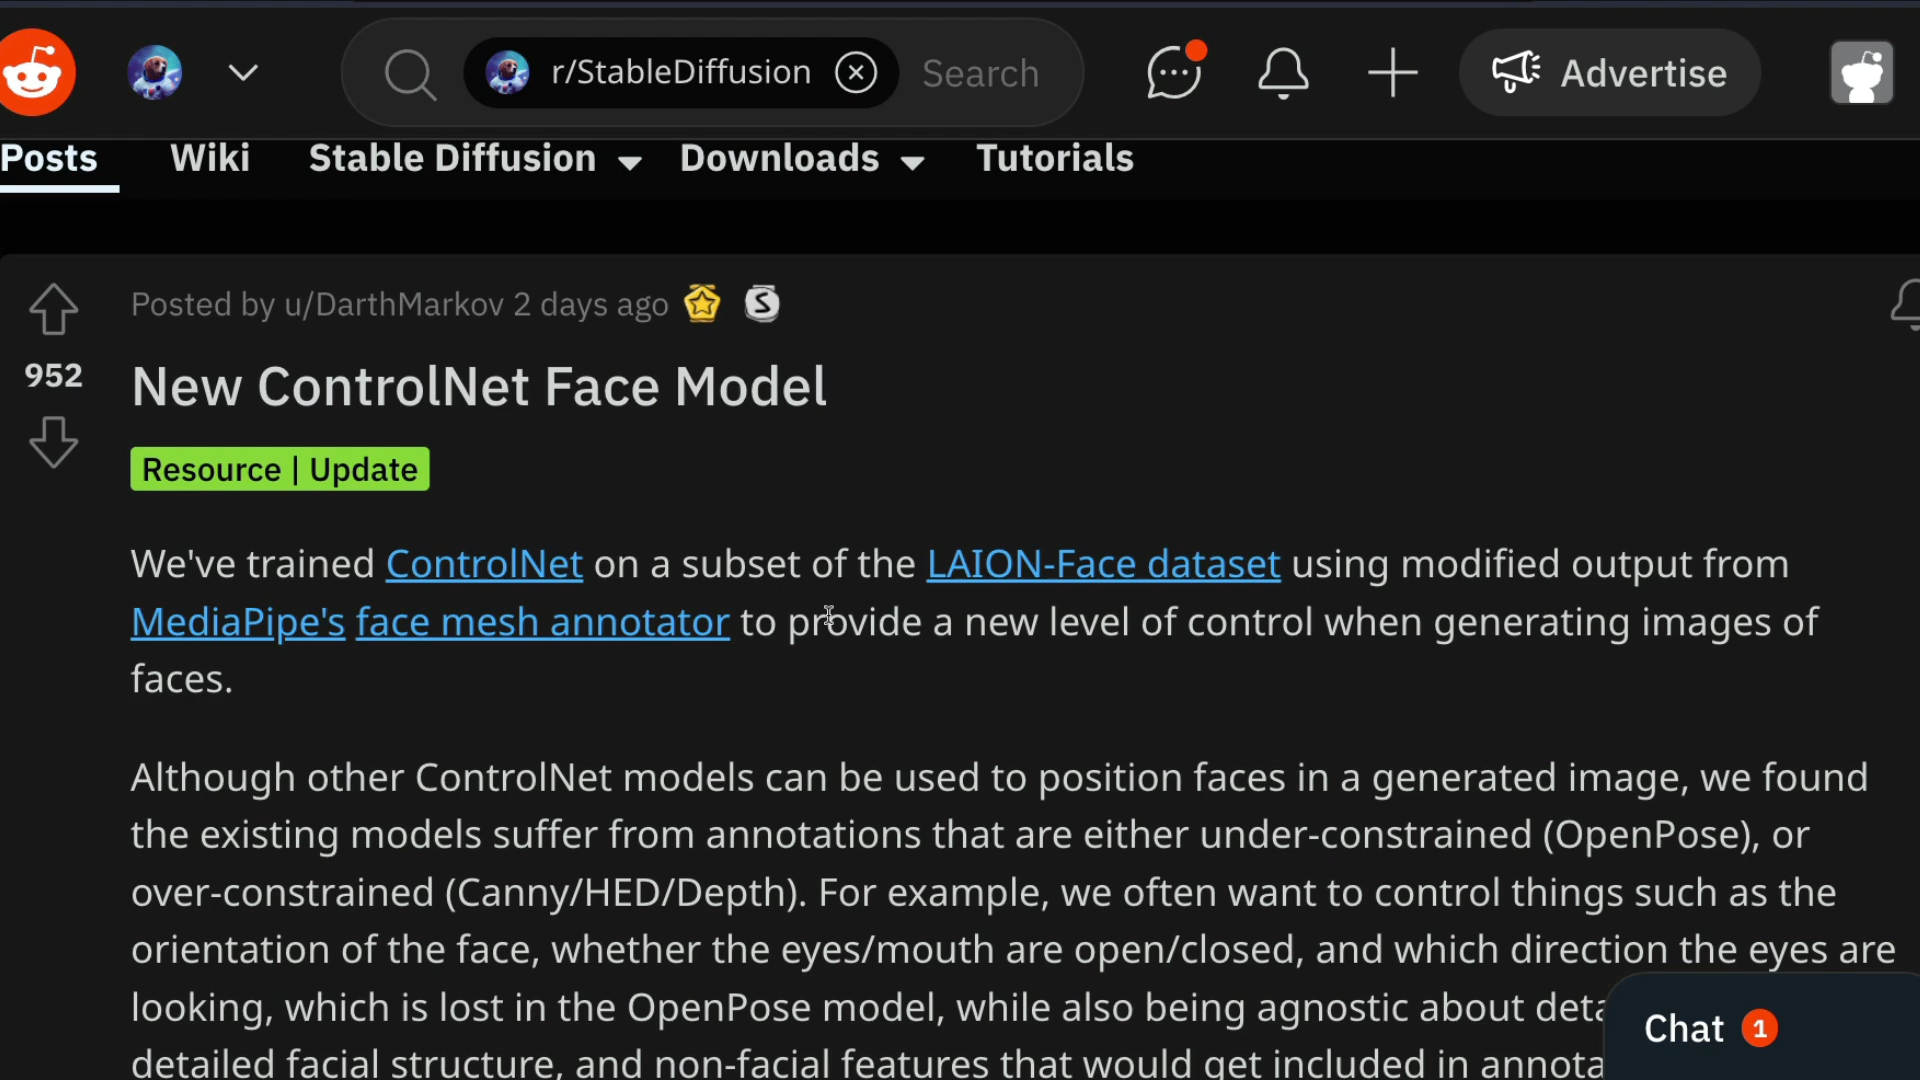 r/StableDiffusion Search Advertise
Posts Wiki Stable Diffusion Downloads Tutorials
Posted by u/DarthMarkov 2 days ago
952
New ControlNet Face Model
Resource | Update
We've trained ControlNet on a subset of the LAION-Face dataset using modified output from
MediaPipe's face mesh annotator to provide a new level of control when generating images of
faces.
Although other ControlNet models can be used to position faces in a generated image, we found
the existing models suffer from annotations that are either under-constrained (OpenPose), or
over-constrained (Canny/HED/Depth). For example, we often want to control things such as the
orientation of the face, whether the eyes/mouth are open/closed, and which direction the eyes are
looking, which is lost in the OpenPose model, while also being agnostic about deta
detailed facial structure, and non-facial features that would get included in annota
Chat 1